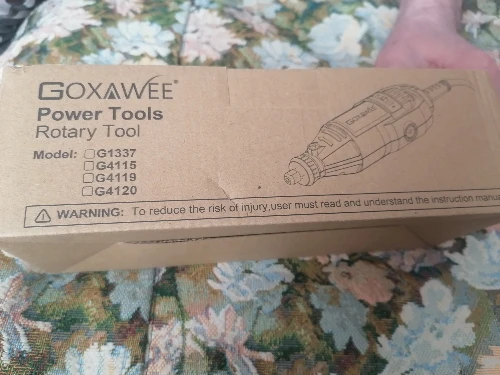 GOXAWEE®
Power Tools
Rotary Tool
Model: ☐G1337
☐G4115
☐G4119
☐G4120
⚠ WARNING: To reduce the risk of injury,user must read and understand the instruction manual